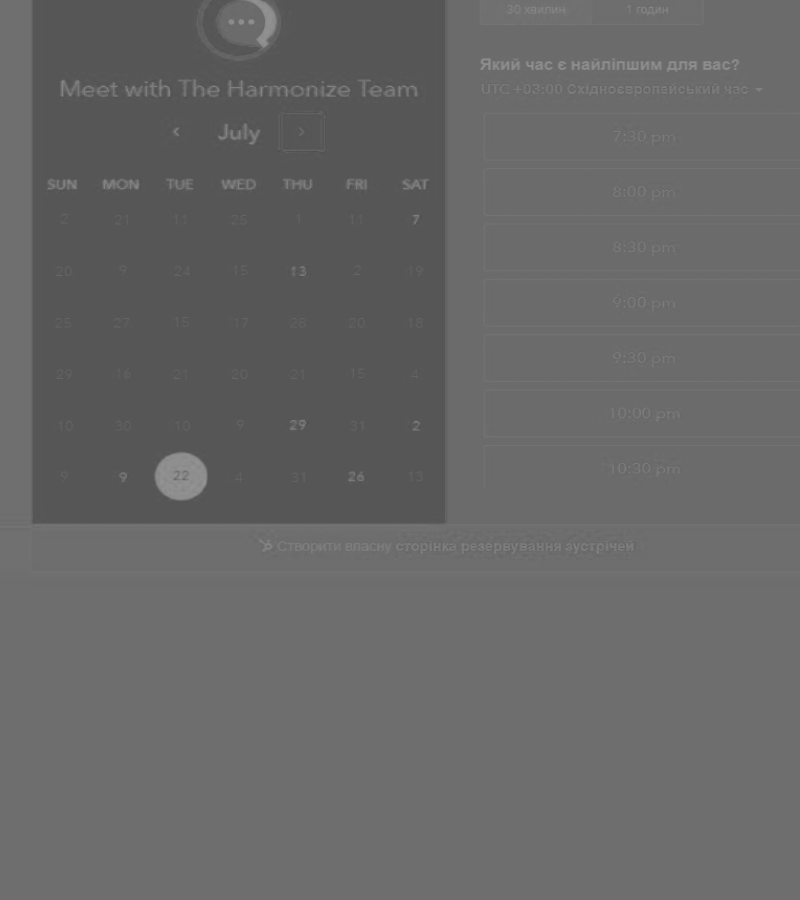 30 хвилин 1 годин
Meet with The Harmonize Team
July
SUN MON TUE WED THU FRI SAT
2 21 11 25 1 11 7
20 9 24 15 13 2 19
25 27 15 17 28 20 18
29 16 21 20 21 15 4
10 30 10 9 29 31 2
9 9 22 4 31 26 13
Який час є найліпшим для вас?
UTC +03:00 Східноєвропейський час
7:30 pm
8:00 pm
8:30 pm
9:00 pm
9:30 pm
10:00 pm
10:30 pm
Створити власну сторінка резервування зустрічей